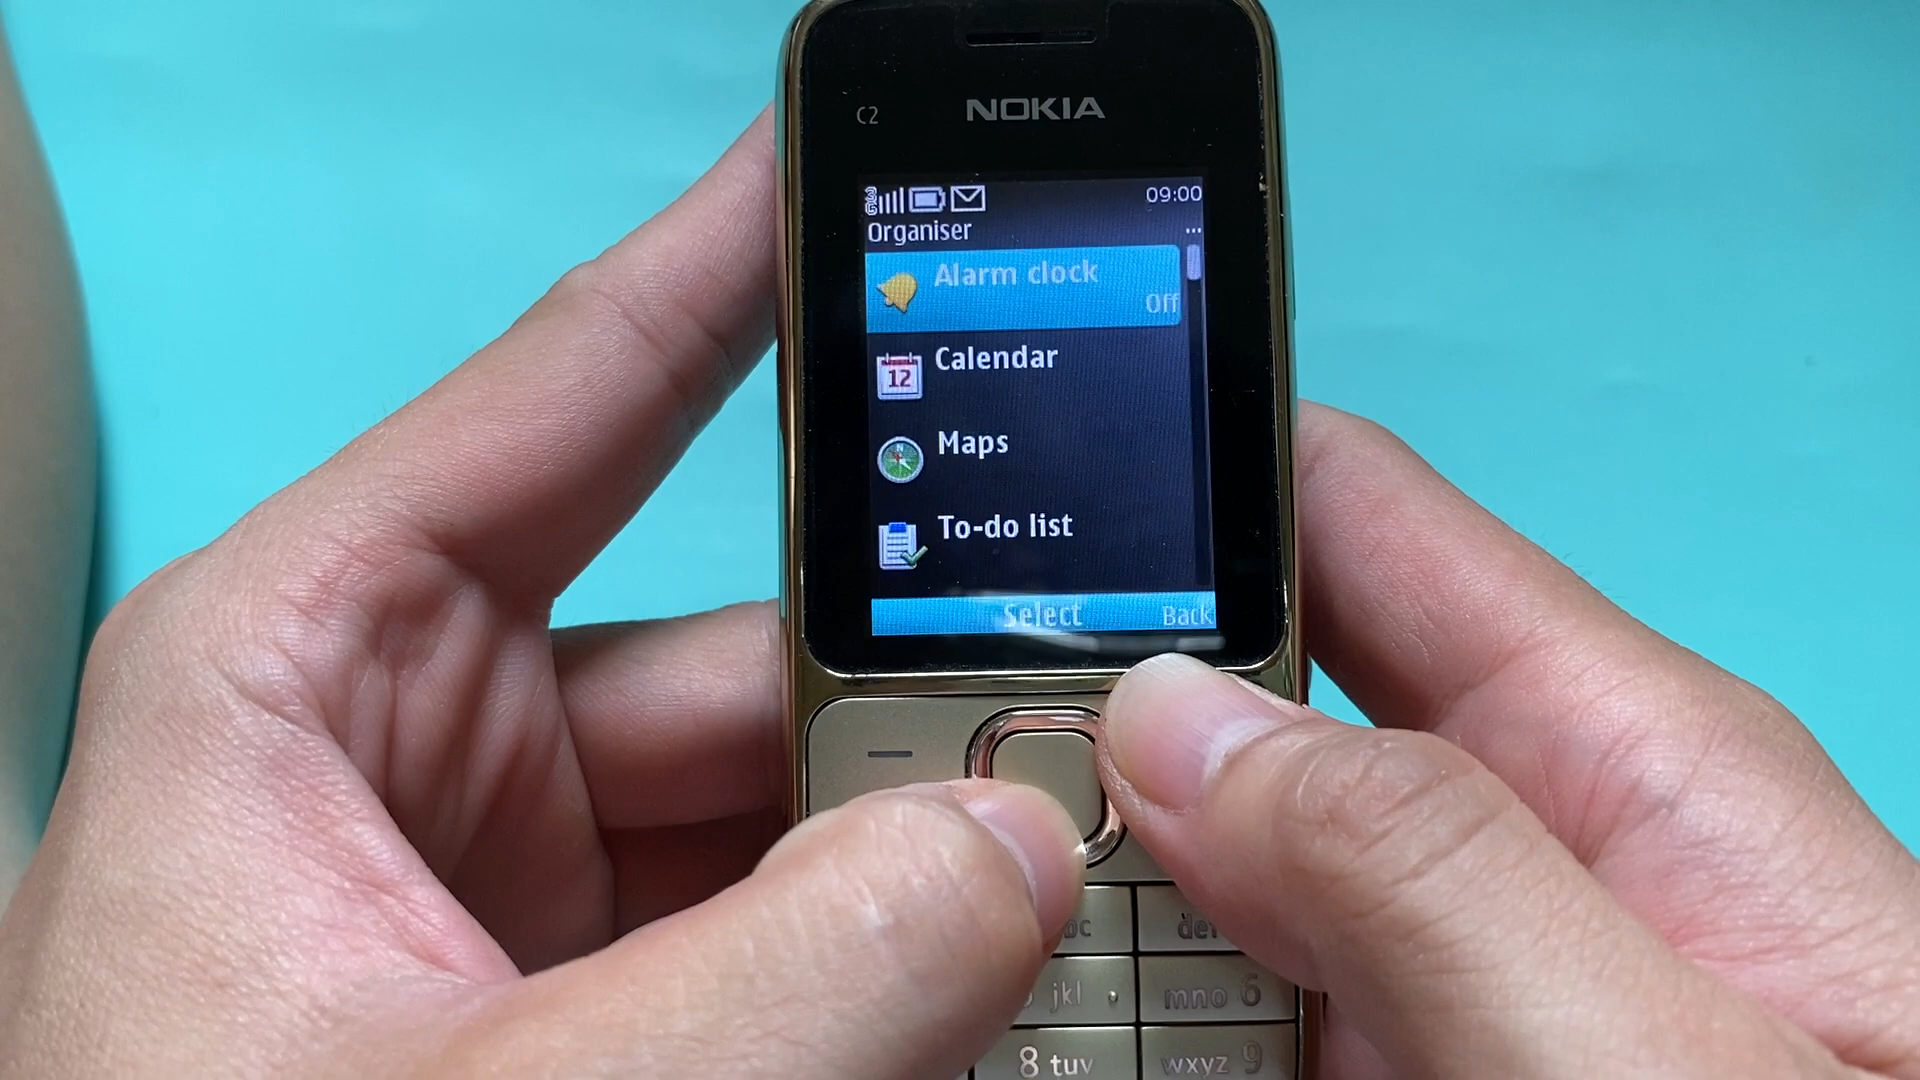 C2 NOKIA
3G 09:00
Organiser ...
Alarm clock
Off
12 Calendar
N Maps
To-do list
Select Back
jkl mno 6
8 tuv wxyz 9